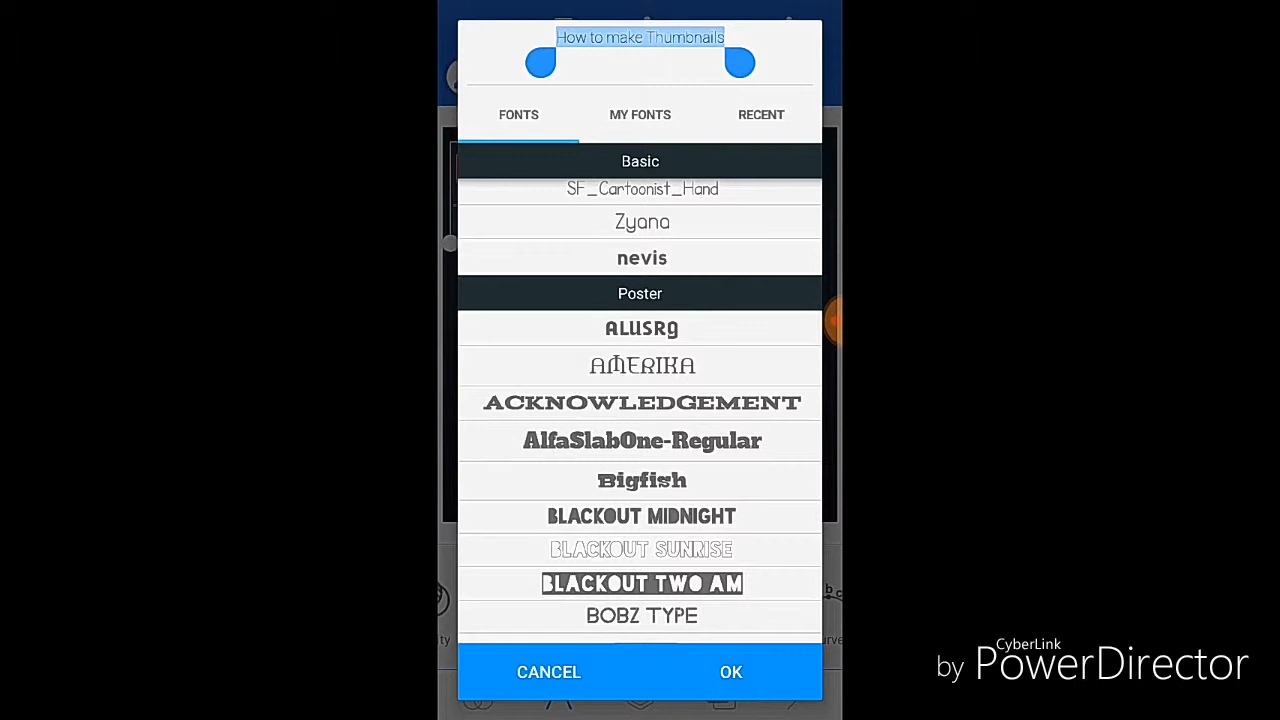 How to make Thumbnails
FONTS MY FONTS RECENT
Basic
SF_Cartoonist_Hand
Zyana
nevis
Poster
ALUSRg
AMERIKA
ACKNOWLEDGEMENT
AlfaSlabOne-Regular
Bigfish
BLACKOUT MIDNIGHT
BLACKOUT SUNRISE
BLACKOUT TWO AM
BOBZ TYPE
CANCEL OK
CyberLink
by PowerDirector